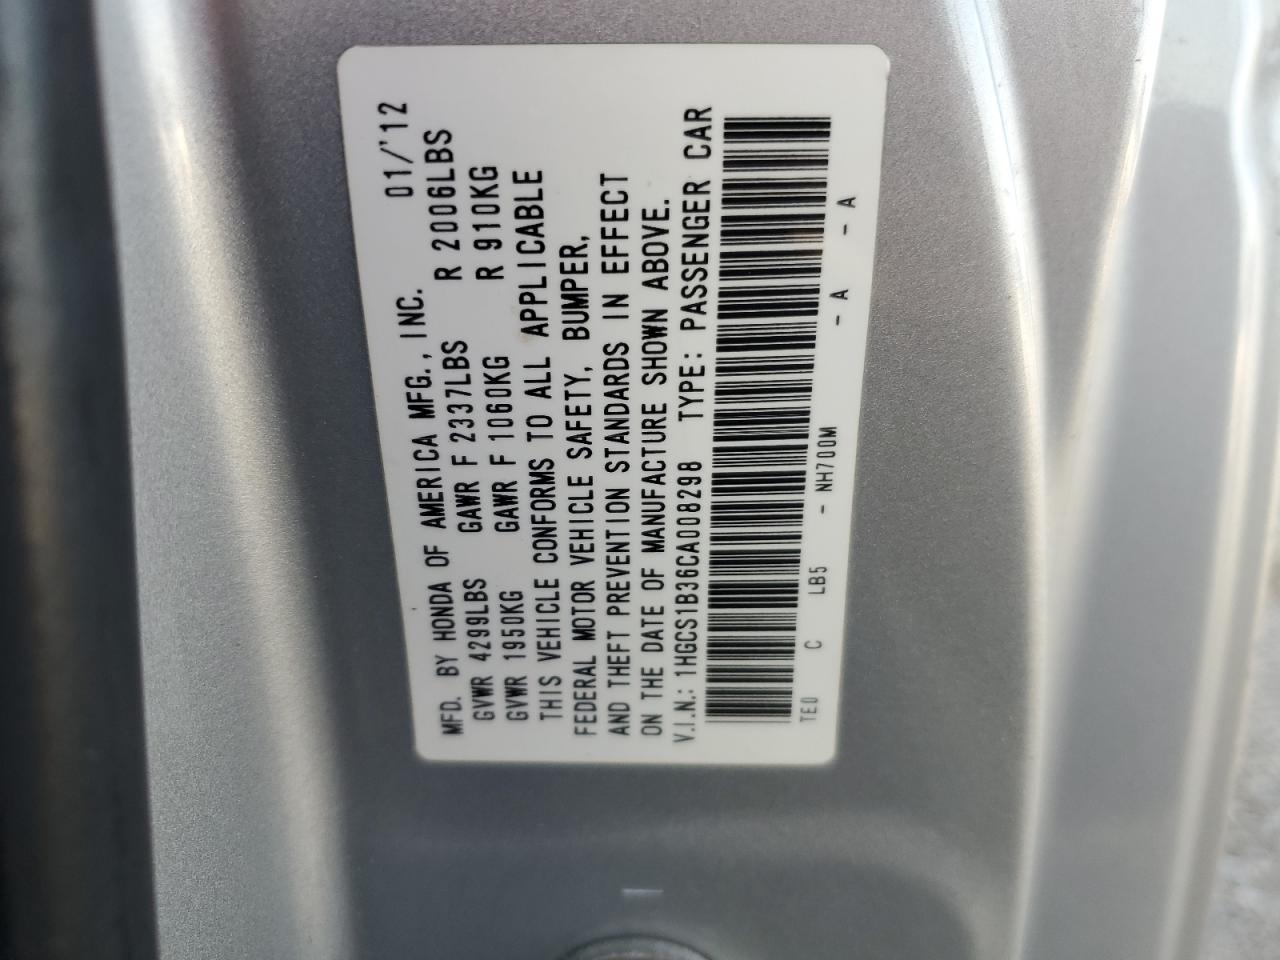 MFD. BY HONDA OF AMERICA MFG., INC. 01/'12
GVWR 4299LBS GAWR F 2337LBS R 2006LBS
GVWR 1950KG GAWR F 1060KG R 910KG
THIS VEHICLE CONFORMS TO ALL APPLICABLE
FEDERAL MOTOR VEHICLE SAFETY, BUMPER,
AND THEFT PREVENTION STANDARDS IN EFFECT
ON THE DATE OF MANUFACTURE SHOWN ABOVE.
V.I.N.: 1HGCS1B36CA008298 TYPE: PASSENGER CAR
TE0 C LB5 - NH700M - A - A